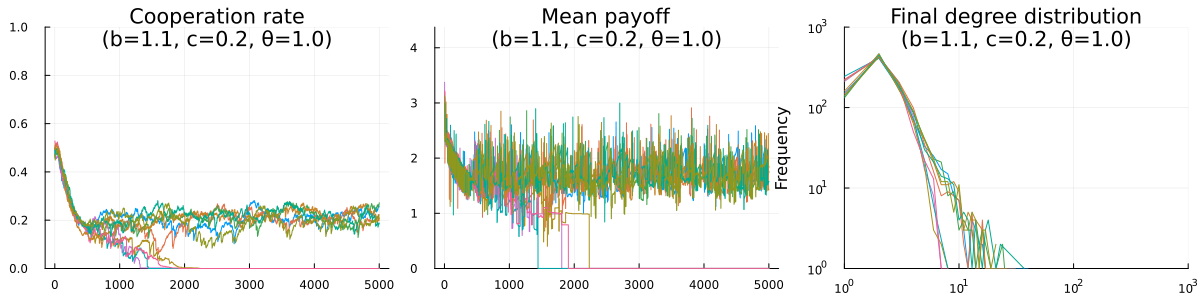 Cooperation rate
(b=1.1, c=0.2, θ=1.0)
1.0
0.8
0.6
0.4
0.2
0.0
0 1000 2000 3000 4000 5000
Mean payoff
(b=1.1, c=0.2, θ=1.0)
4
3
2
1
0
0 1000 2000 3000 4000 5000
Final degree distribution
(b=1.1, c=0.2, θ=1.0)
Frequency
10³
10²
10¹
10⁰
10⁰ 10¹ 10² 10³